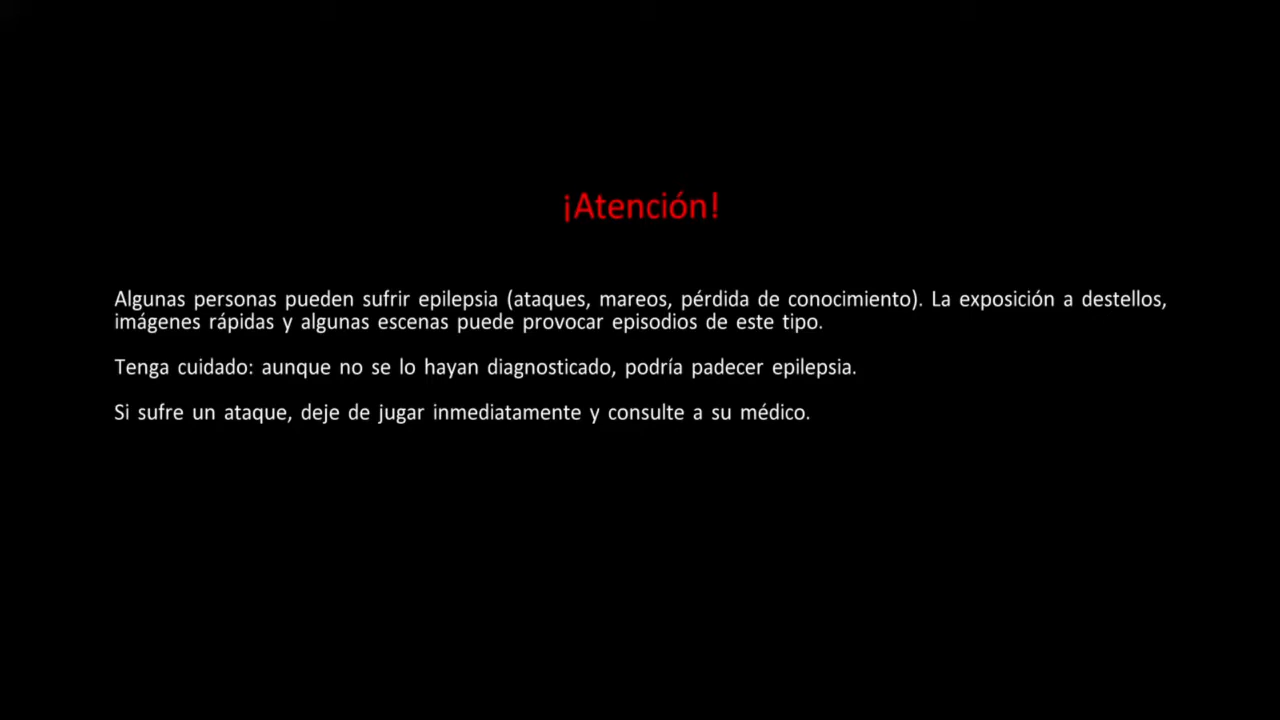 ¡Atención!
Algunas personas pueden sufrir epilepsia (ataques, mareos, pérdida de conocimiento). La exposición a destellos,
imágenes rápidas y algunas escenas puede provocar episodios de este tipo.
Tenga cuidado: aunque no se lo hayan diagnosticado, podría padecer epilepsia.
Si sufre un ataque, deje de jugar inmediatamente y consulte a su médico.